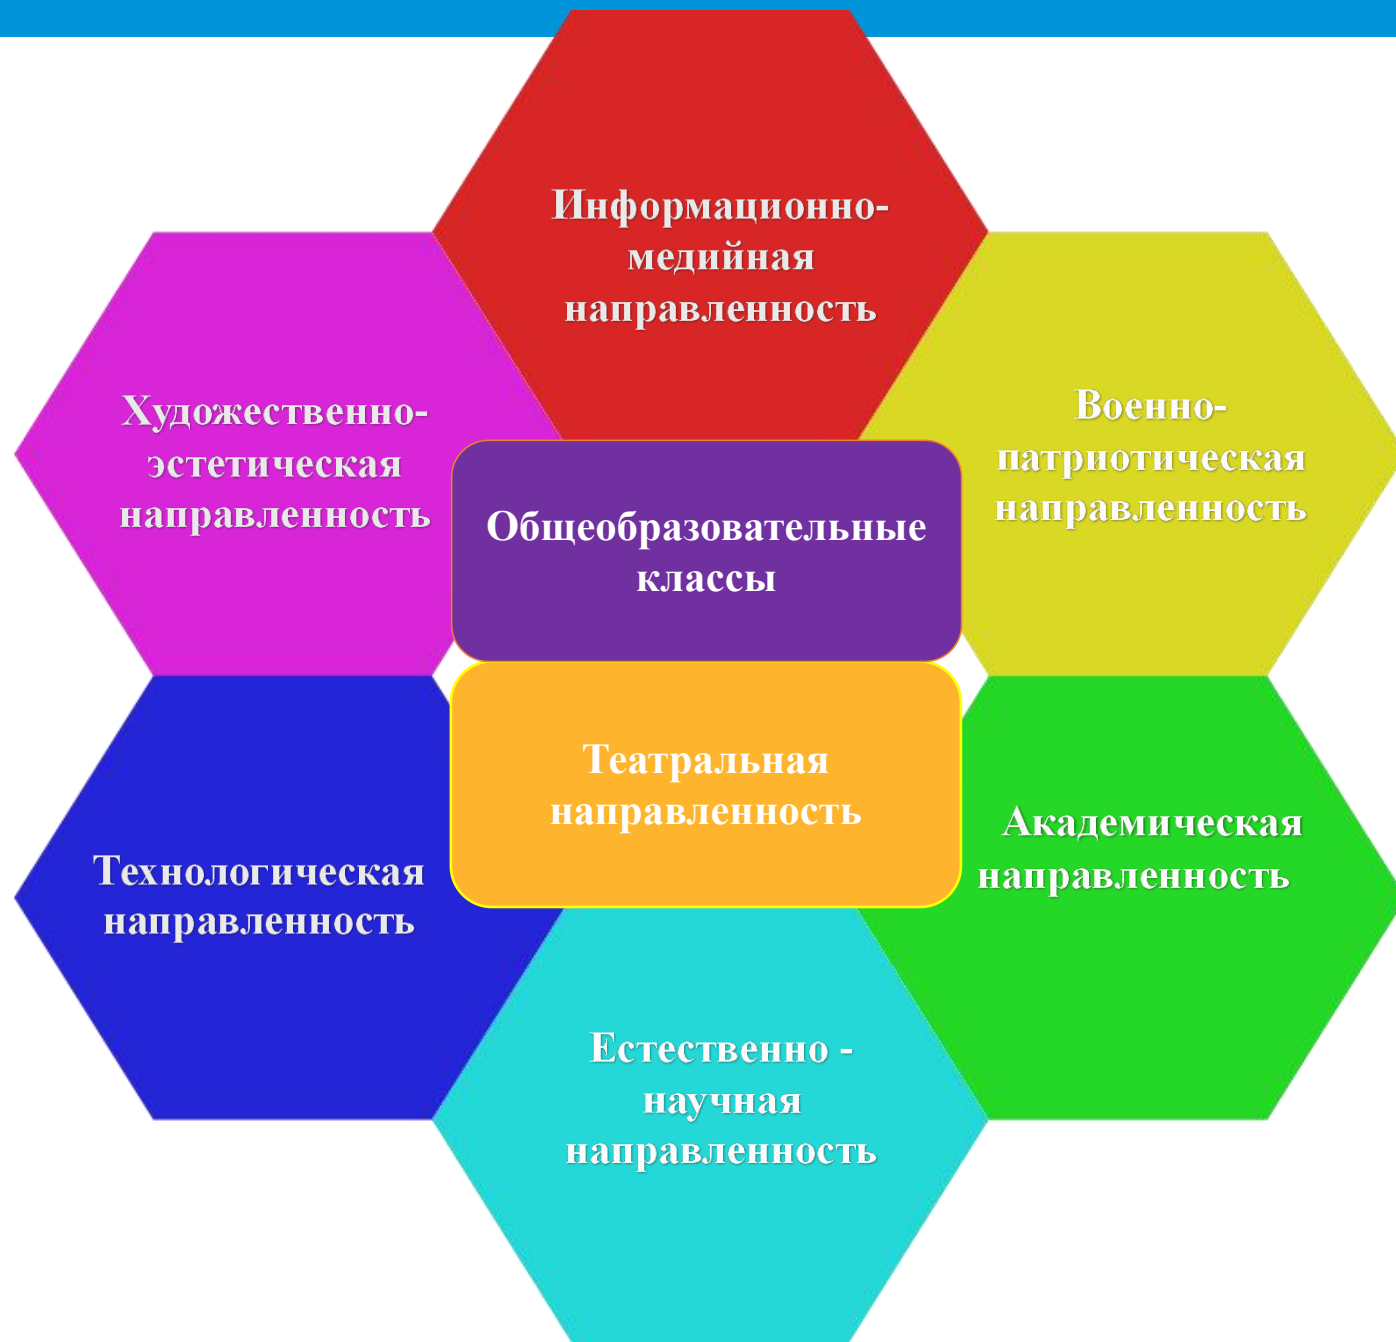 Информационно-
медийная
направленность
Художественно-
эстетическая
направленность
Военно-
патриотическая
направленность
Общеобразовательные
классы
Театральная
направленность
Технологическая
направленность
Академическая
направленность
Естественно -
научная
направленность